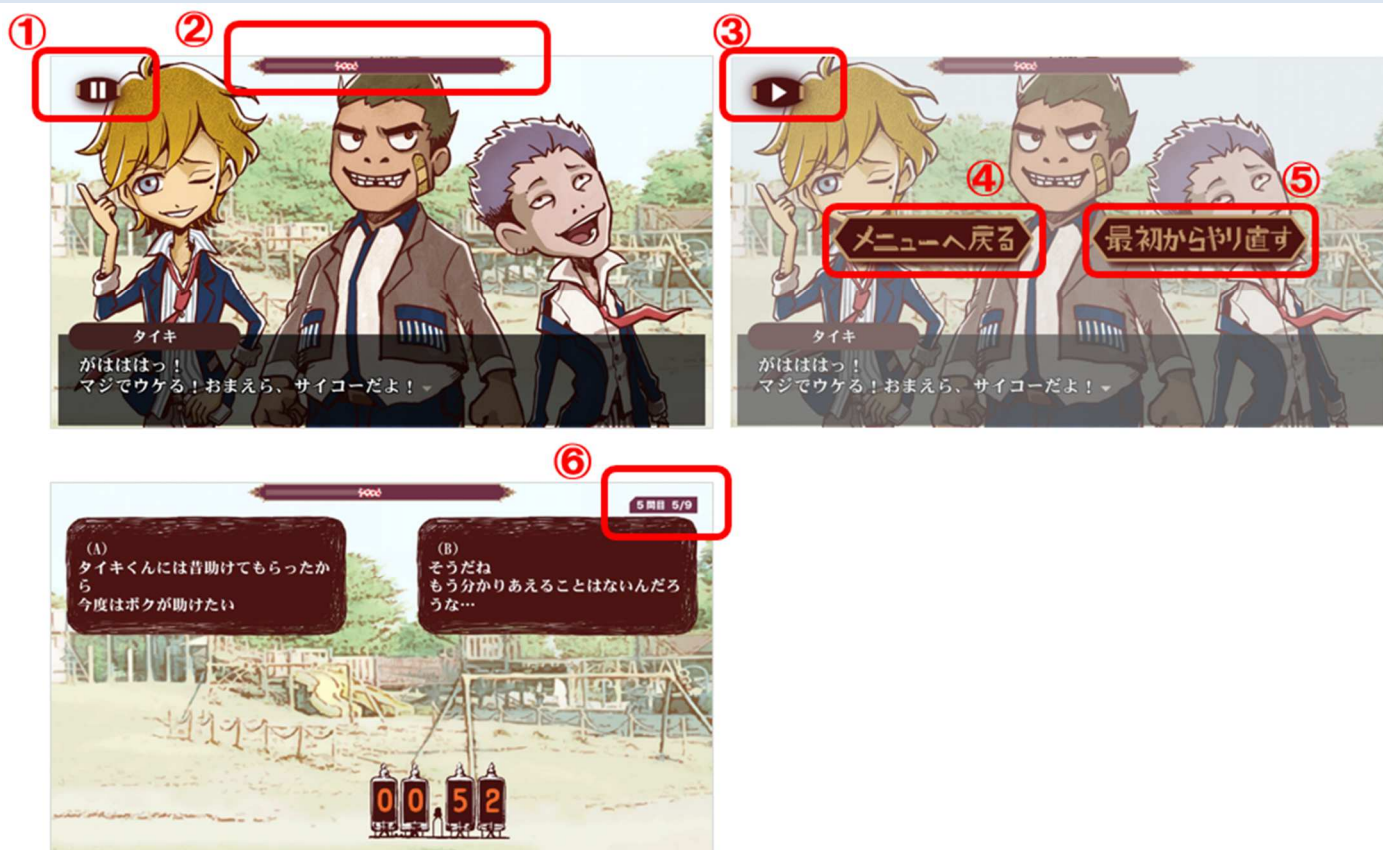 ①
②
③
タイキ
がはははっ！
マジでウケる！おまえら、サイコーだよ！
④
⑤
メニューへ戻る
最初からやり直す
タイキ
がはははっ！
マジでウケる！おまえら、サイコーだよ！
⑥
5問目 5/9
(A)
タイキくんには昔助けてもらったか
ら
今度はボクが助けたい
(B)
そうだね
もう分かりあえることはないんだろ
うな…
00 52